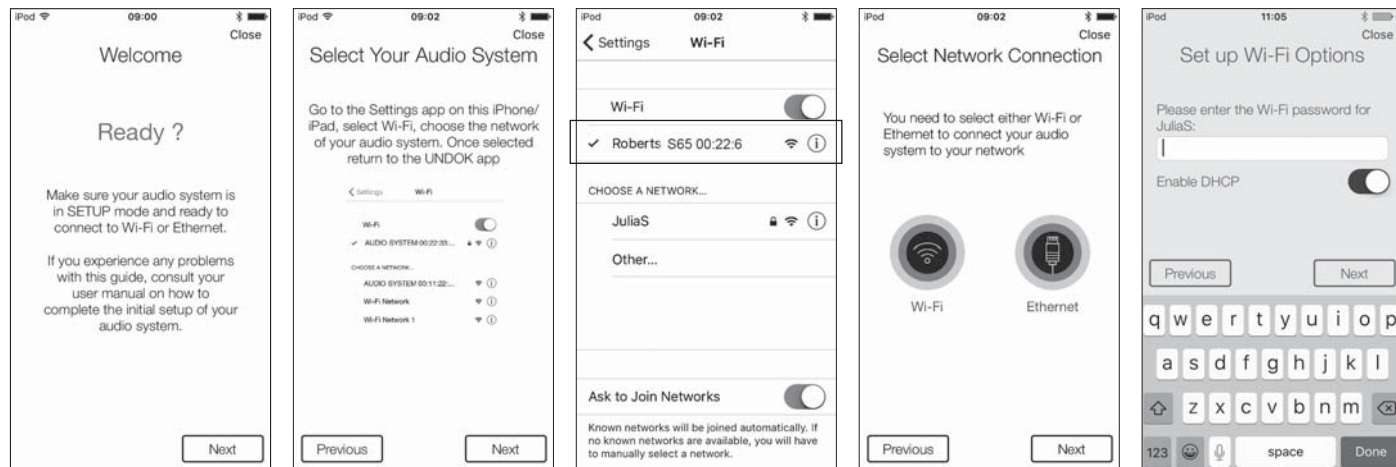 iPod 09:00
Close
Welcome
Ready ?
Make sure your audio system is
in SETUP mode and ready to
connect to Wi-Fi or Ethernet.
If you experience any problems
with this guide, consult your
user manual on how to
complete the initial setup of your
audio system.
Next
iPod 09:02
Close
Select Your Audio System
Go to the Settings app on this iPhone/
iPad, select Wi-Fi, choose the network
of your audio system. Once selected
return to the UNDOK app
Settings Wi-Fi
Wi-Fi
AUDIO SYSTEM 00:22:33:...
CHOOSE A NETWORK...
AUDIO SYSTEM 00:11:22:...
Wi-Fi Network
Wi-Fi Network 1
Previous Next
iPod 09:02
Settings Wi-Fi
Wi-Fi
Roberts S65 00:22:6
CHOOSE A NETWORK...
JuliaS
Other...
Ask to Join Networks
Known networks will be joined automatically. If
no known networks are available, you will have
to manually select a network.
iPod 09:02
Close
Select Network Connection
You need to select either Wi-Fi or
Ethernet to connect your audio
system to your network
Wi-Fi Ethernet
Previous Next
iPod 11:05
Close
Set up Wi-Fi Options
Please enter the Wi-Fi password for
JuliaS:
Enable DHCP
Previous Next
q w e r t y u i o p
a s d f g h j k l
z x c v b n m
123 space Done